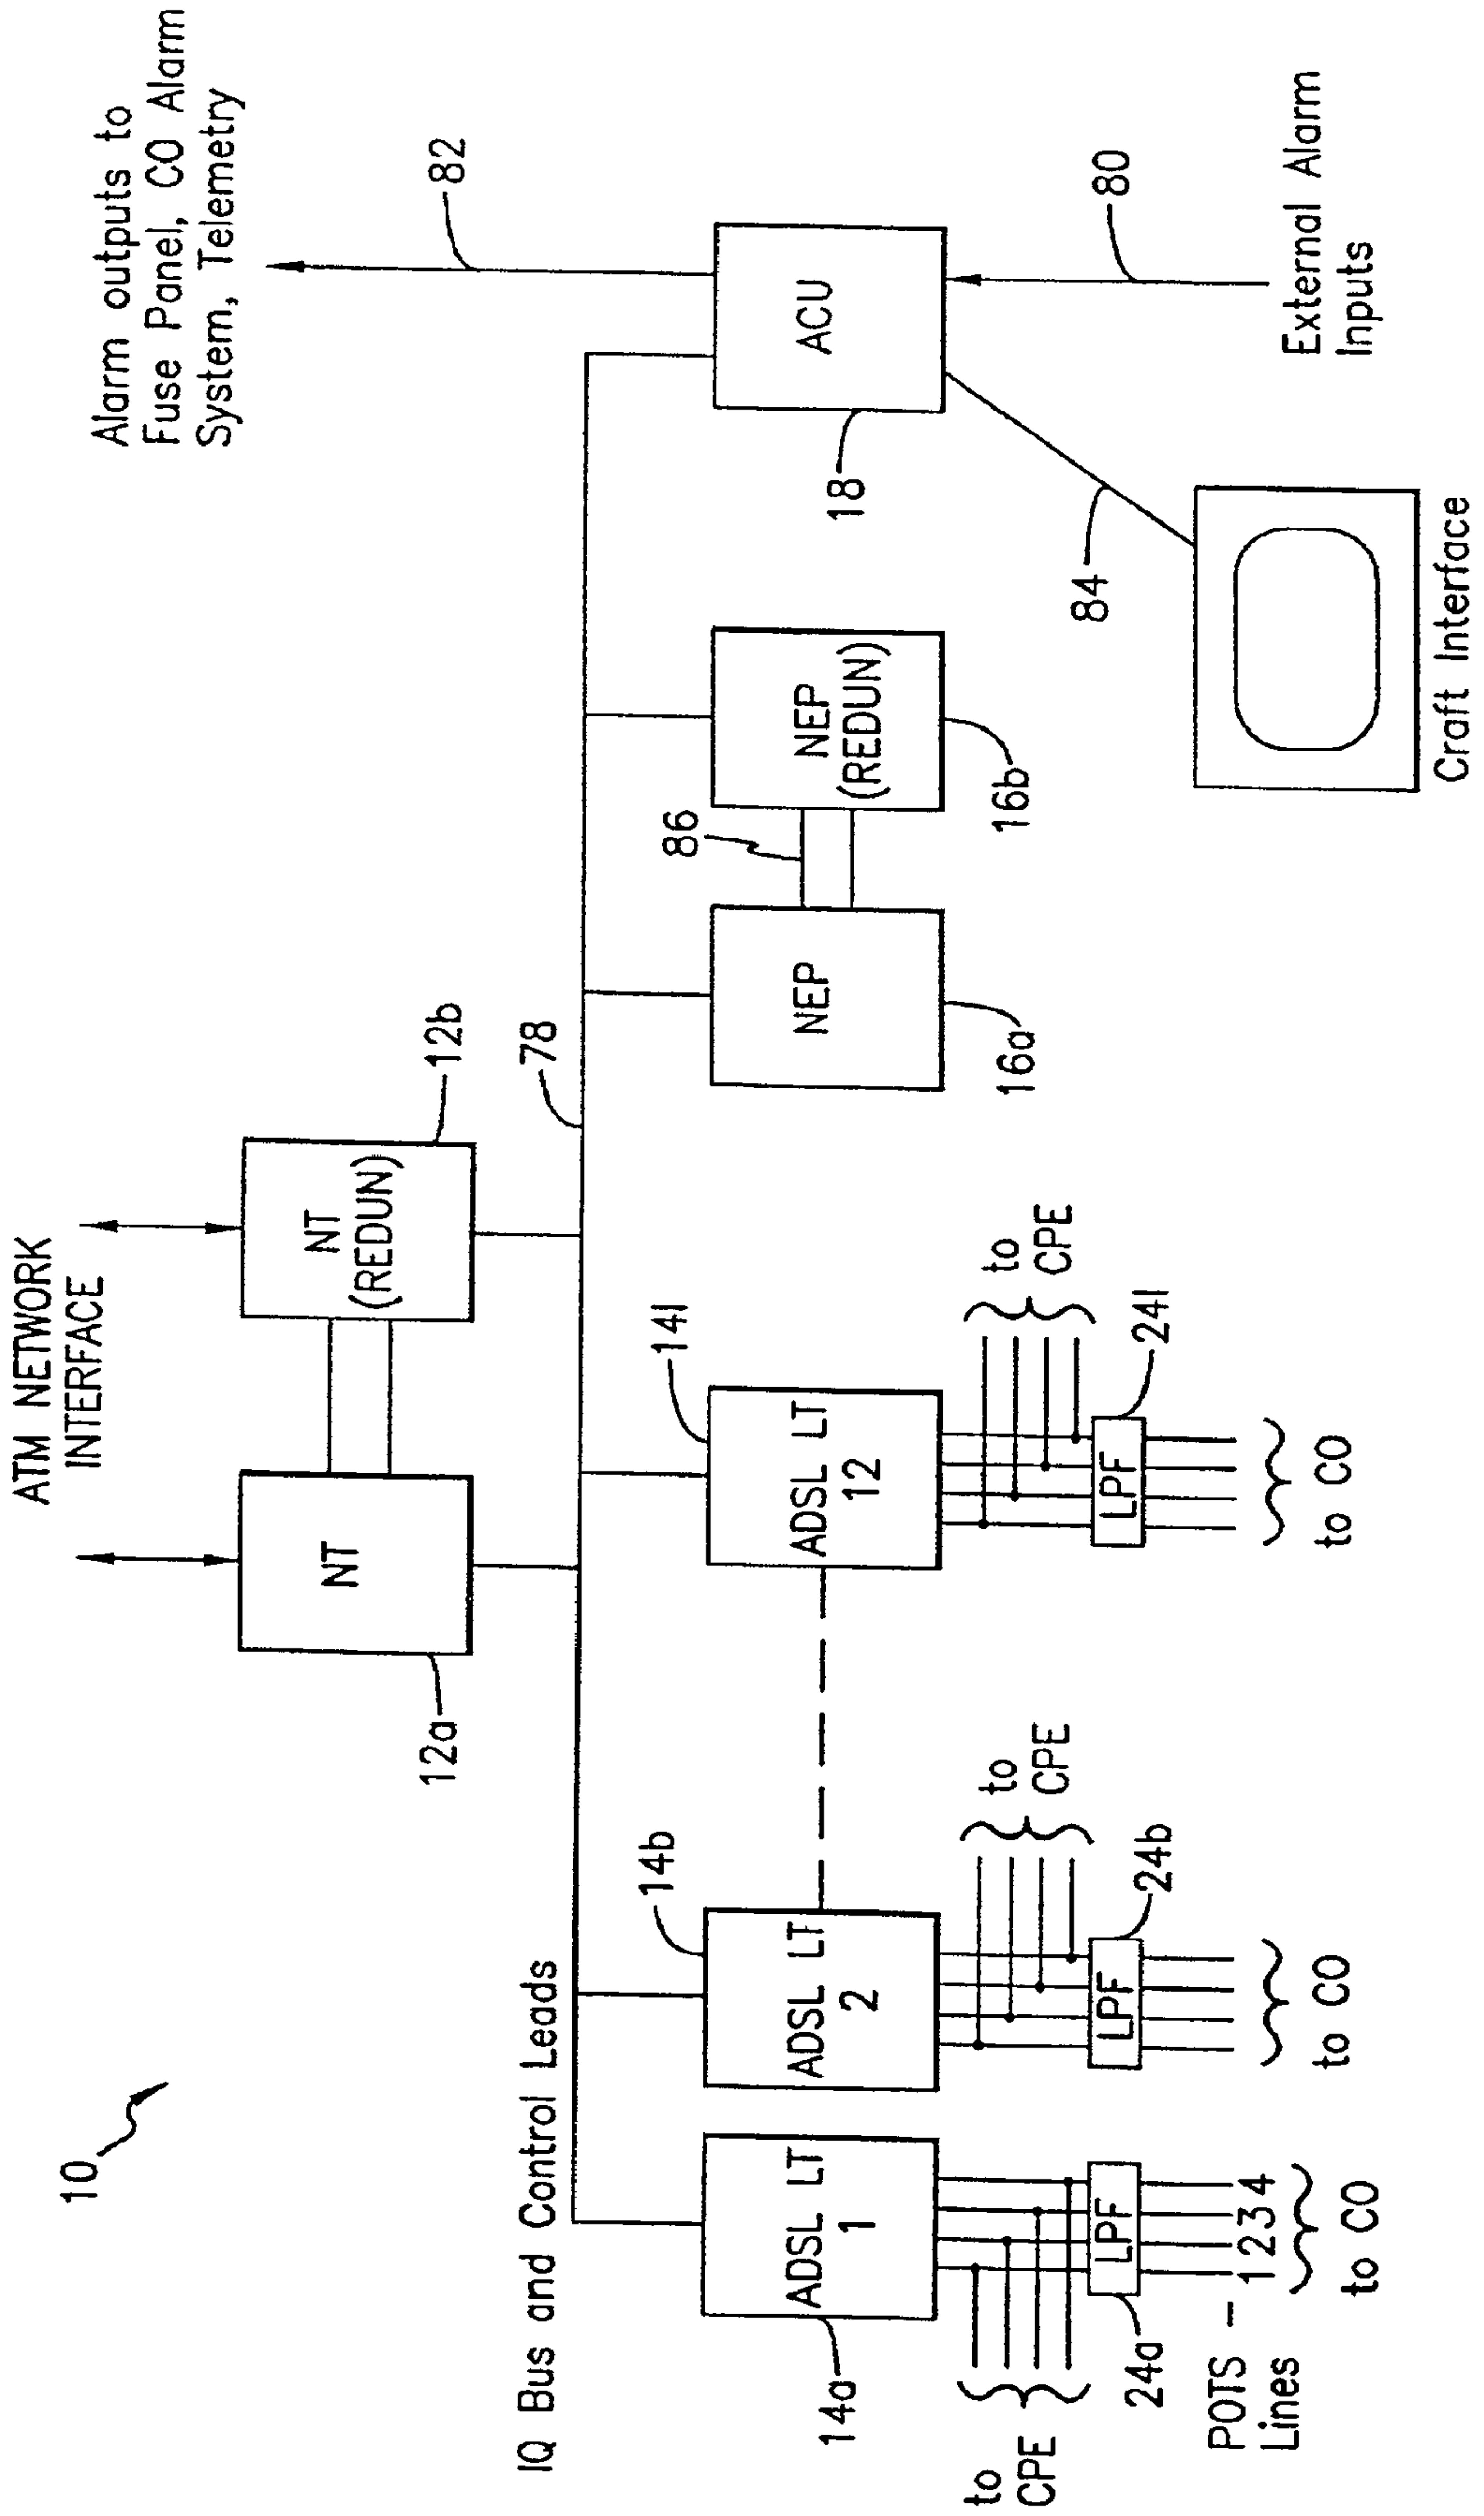 10
ATM NETWORK
INTERFACE
Alarm outputs to
Fuse Panel, CO Alarm
System, Telemetry
NT
NT
(REDUN)
12a
12b
82
IQ Bus and Control Leads
78
14b
14l
86
ADSL LT
1
ADSL LT
2
ADSL LT
12
NEP
NEP
(REDUN)
ACU
14a
16a
16b
18
to
CPE
to
CPE
to
CPE
84
80
LPF
LPF
LPF
24a
24b
24l
POTS –
Lines
1 2 3 4
to CO
to CO
to CO
External Alarm
Inputs
Craft Interface